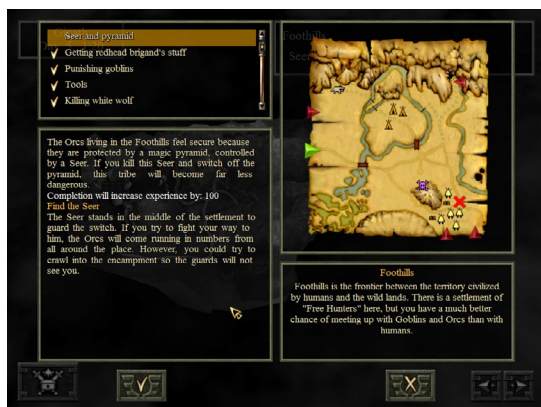 Seer and pyramid
Getting redhead brigand's stuff
Punishing goblins
Tools
Killing white wolf
The Orcs living in the Foothills feel secure because
they are protected by a magic pyramid, controlled
by a Seer. If you kill this Seer and switch off the
pyramid, this tribe will become far less
dangerous.
Completion will increase experience by: 100
Find the Seer
The Seer stands in the middle of the settlement to
guard the switch. If you try to fight your way to
him, the Orcs will come running in numbers from
all around the place. However, you could try to
crawl into the encampment so the guards will not
see you.
Foothills
Seer
Foothills
Foothills is the frontier between the territory civilized
by humans and the wild lands. There is a settlement of
"Free Hunters" here, but you have a much better
chance of meeting up with Goblins and Orcs than with
humans.